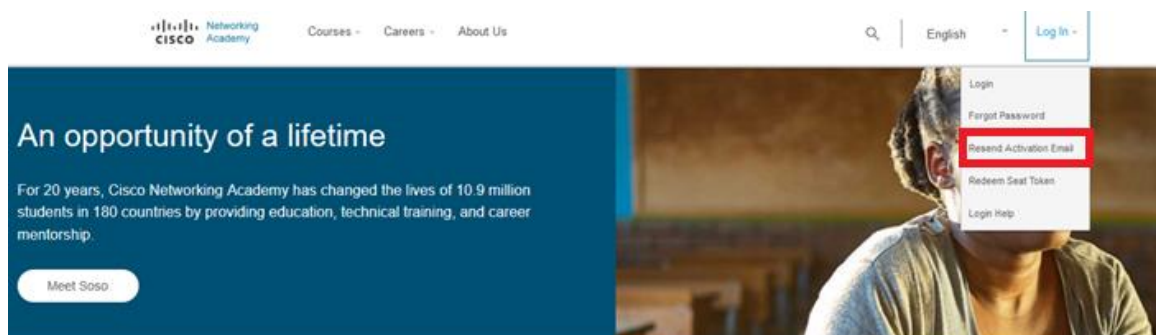 Networking
CISCO Academy
Courses
Careers
About Us
English
Log In
Login
Forgot Password
Resend Activation Email
Redeem Seat Token
Login Help
An opportunity of a lifetime
For 20 years, Cisco Networking Academy has changed the lives of 10.9 million
students in 180 countries by providing education, technical training, and career
mentorship.
Meet Soso